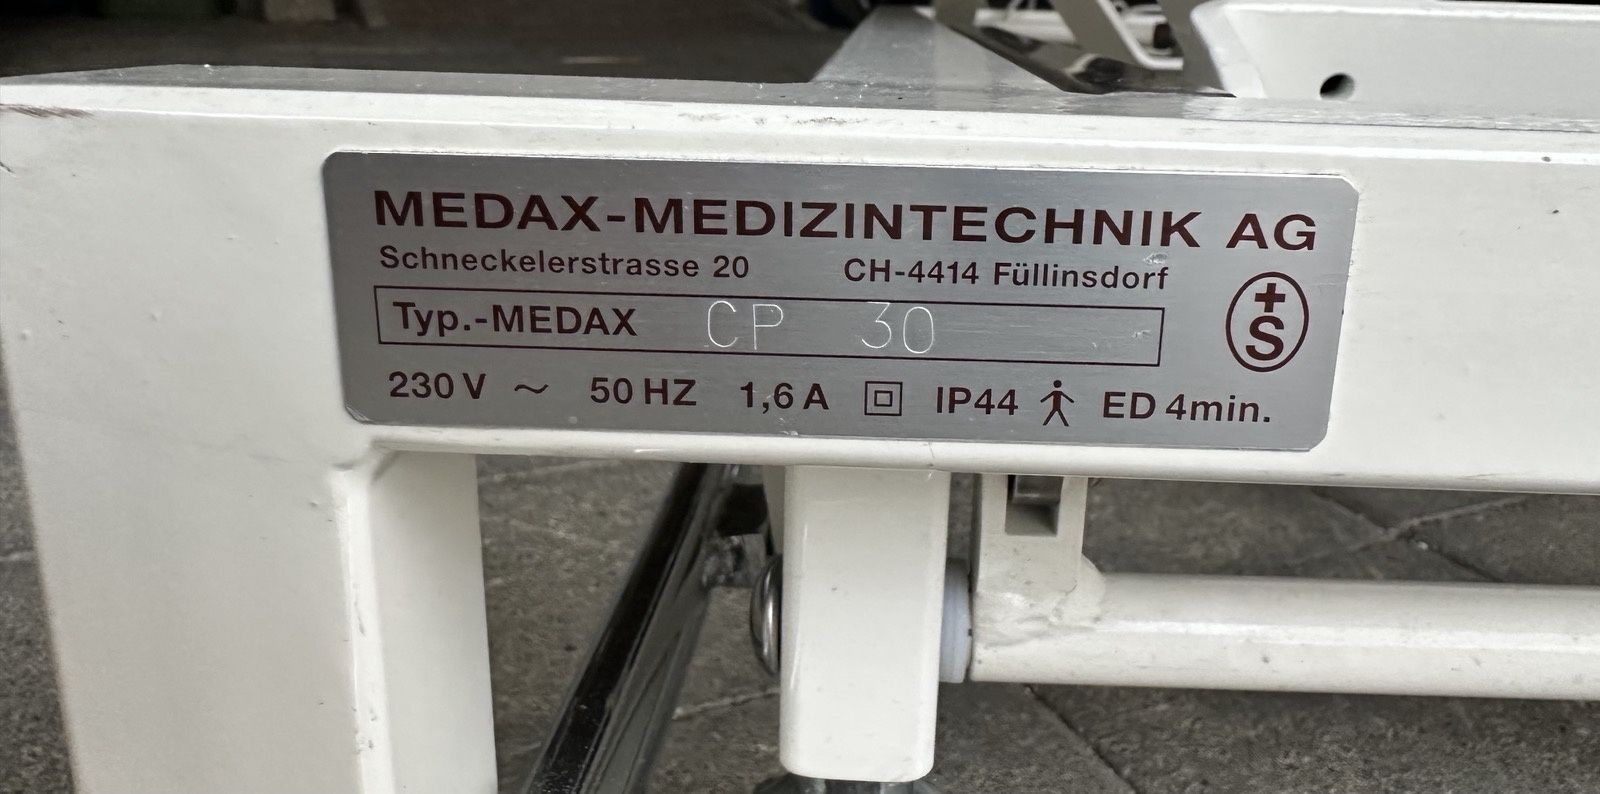 MEDAX-MEDIZINTECHNIK AG
Schneckelerstrasse 20 CH-4414 Füllinsdorf
Typ.-MEDAX CP 30
+S
230 V ~ 50 HZ 1,6 A IP44 ED 4min.